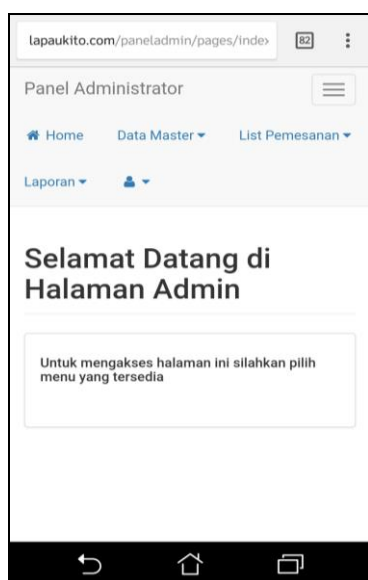 lapaukito.com/paneladmin/pages/index
82
Panel Administrator
Home Data Master List Pemesanan
Laporan
Selamat Datang di
Halaman Admin
Untuk mengakses halaman ini silahkan pilih
menu yang tersedia